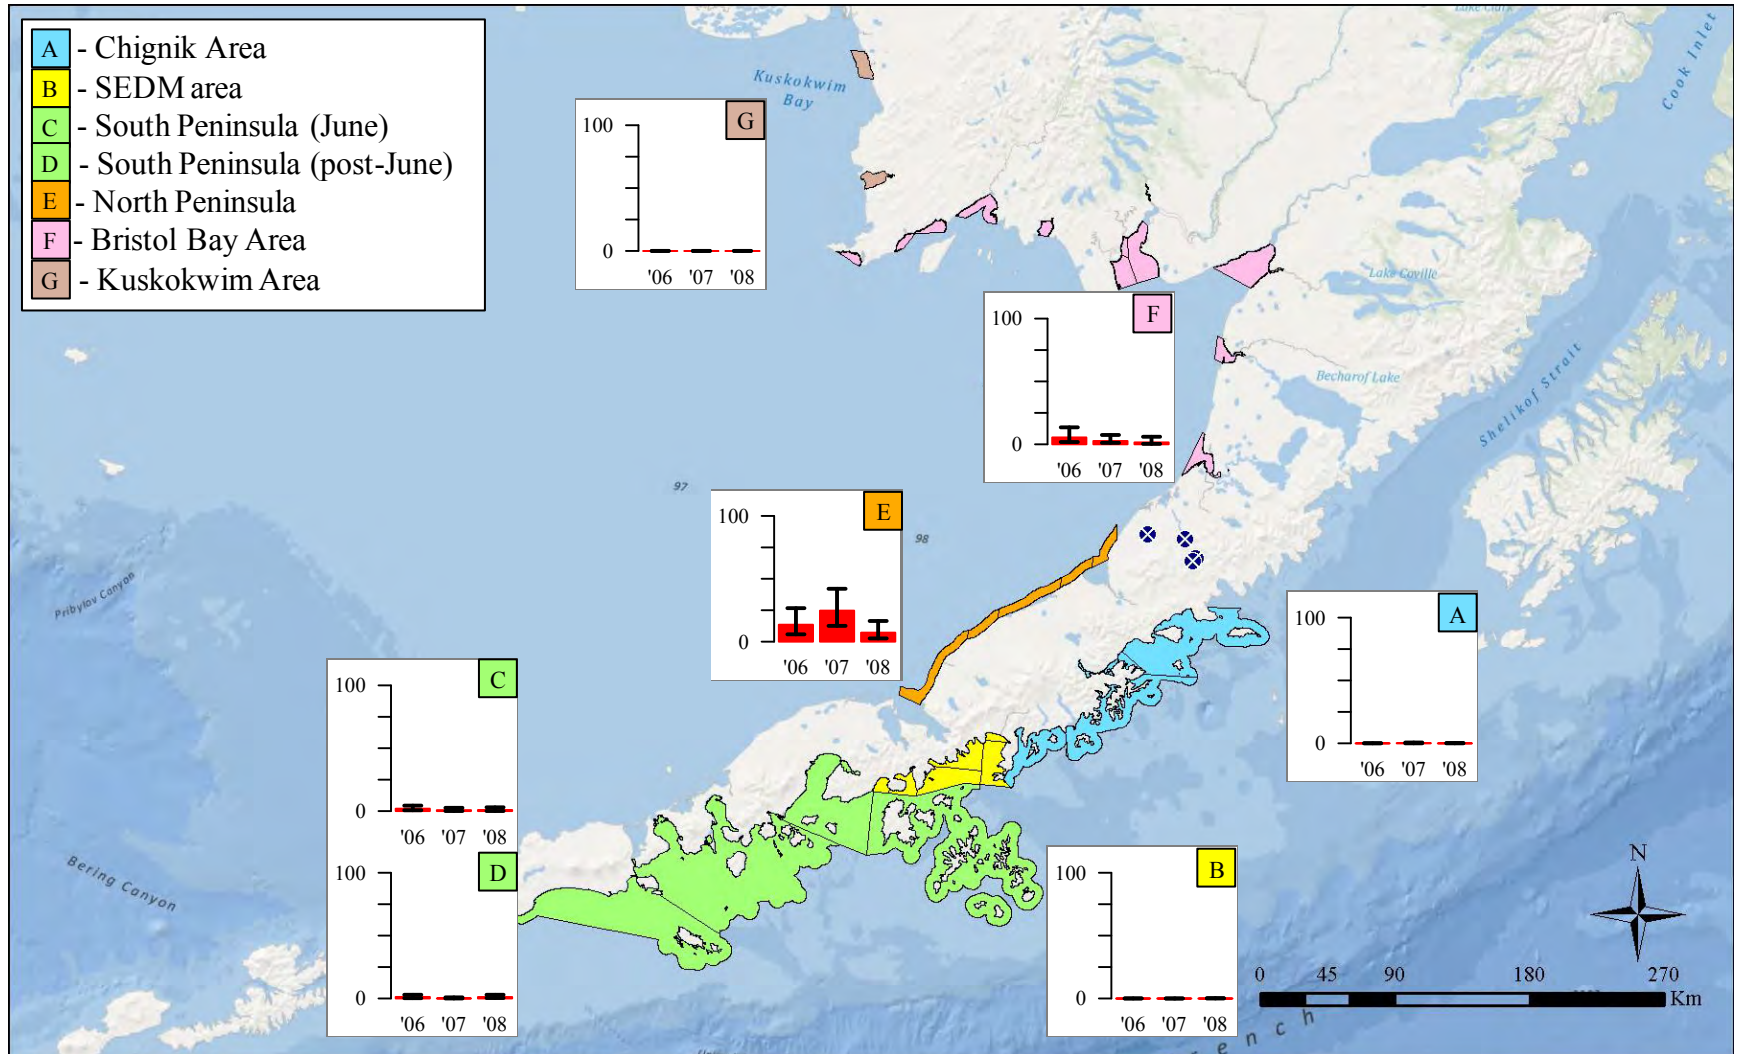 A - Chignik Area
B - SEDM area
C - South Peninsula (June)
D - South Peninsula (post-June)
E - North Peninsula
F - Bristol Bay Area
G - Kuskokwim Area
Lake Clark
Cook Inlet
Kuskokwim
Bay
G
100
0
'06 '07 '08
Lake Coville
F
100
0
'06 '07 '08
Becharof Lake
Shelikof Strait
97
98
E
100
0
'06 '07 '08
Pribylov Canyon
A
100
0
'06 '07 '08
C
100
0
'06 '07 '08
Bering Canyon
D
100
0
'06 '07 '08
B
100
0
'06 '07 '08
N
0 45 90 180 270
Km